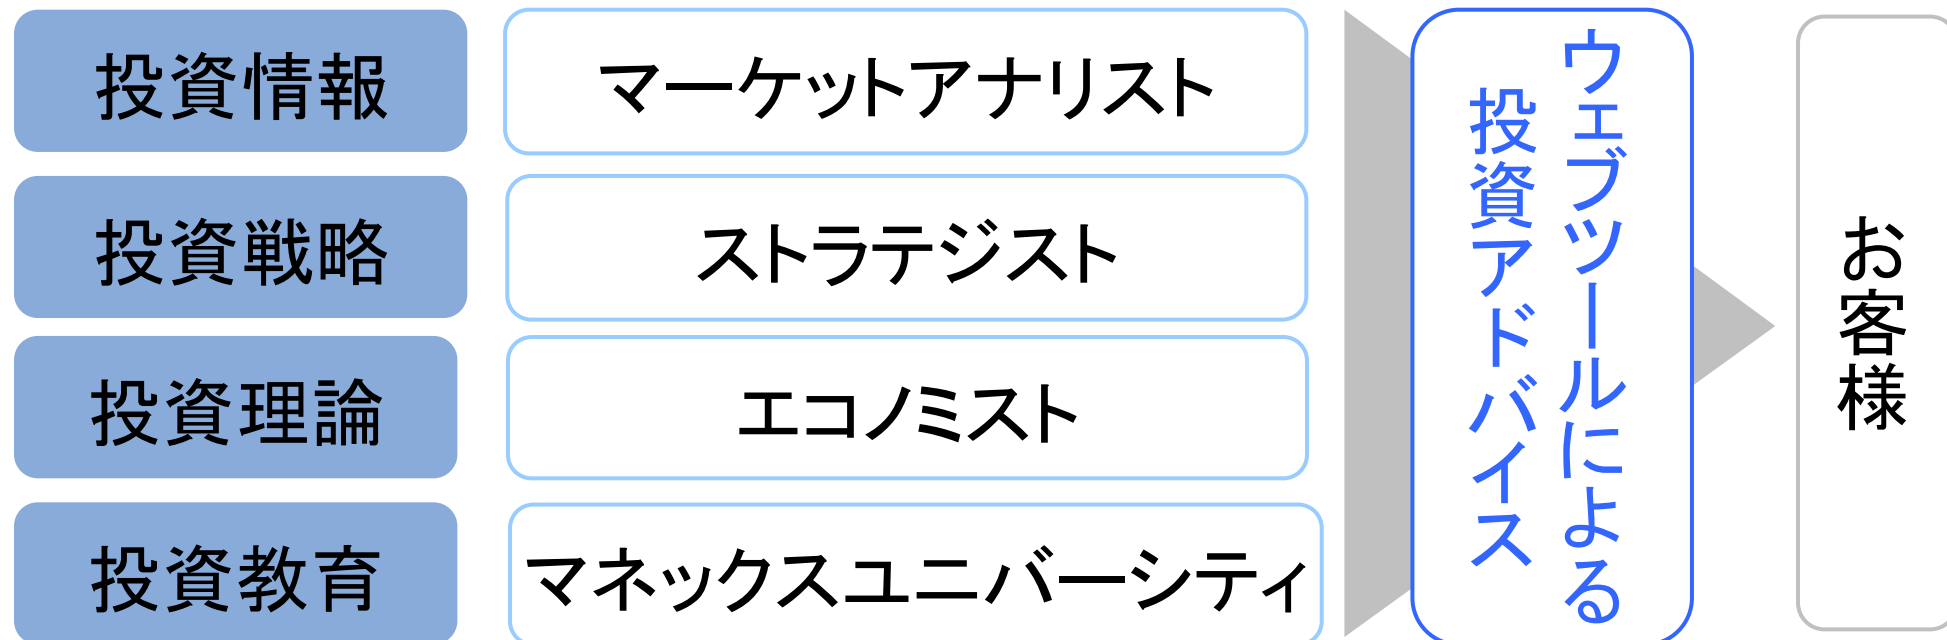 投資情報
マーケットアナリスト
投資戦略
ストラテジスト
投資理論
エコノミスト
投資教育
マネックスユニバーシティ
ウェブツールによる
投資アドバイス
お客様